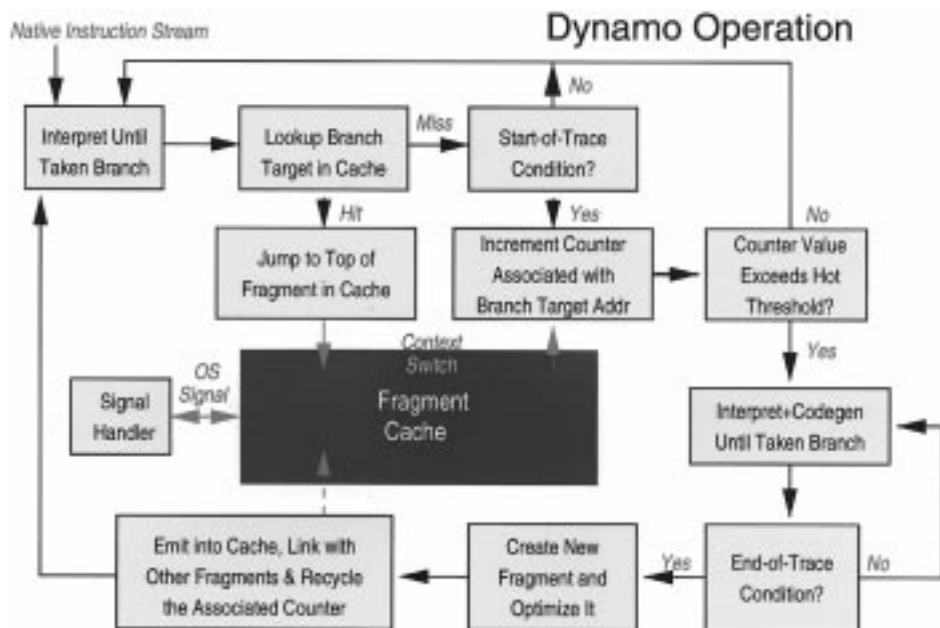 Dynamo Operation
Native Instruction Stream
No
Interpret Until
Taken Branch
Lookup Branch
Target in Cache
Miss
Start-of-Trace
Condition?
Hit
Yes
No
Jump to Top of
Fragment in Cache
Increment Counter
Associated with
Branch Target Addr
Counter Value
Exceeds Hot
Threshold?
Context
Switch
Yes
OS
Signal
Signal
Handler
Fragment
Cache
Interpret+Codegen
Until Taken Branch
Emit into Cache, Link with
Other Fragments & Recycle
the Associated Counter
Create New
Fragment and
Optimize It
Yes
End-of-Trace
Condition?
No